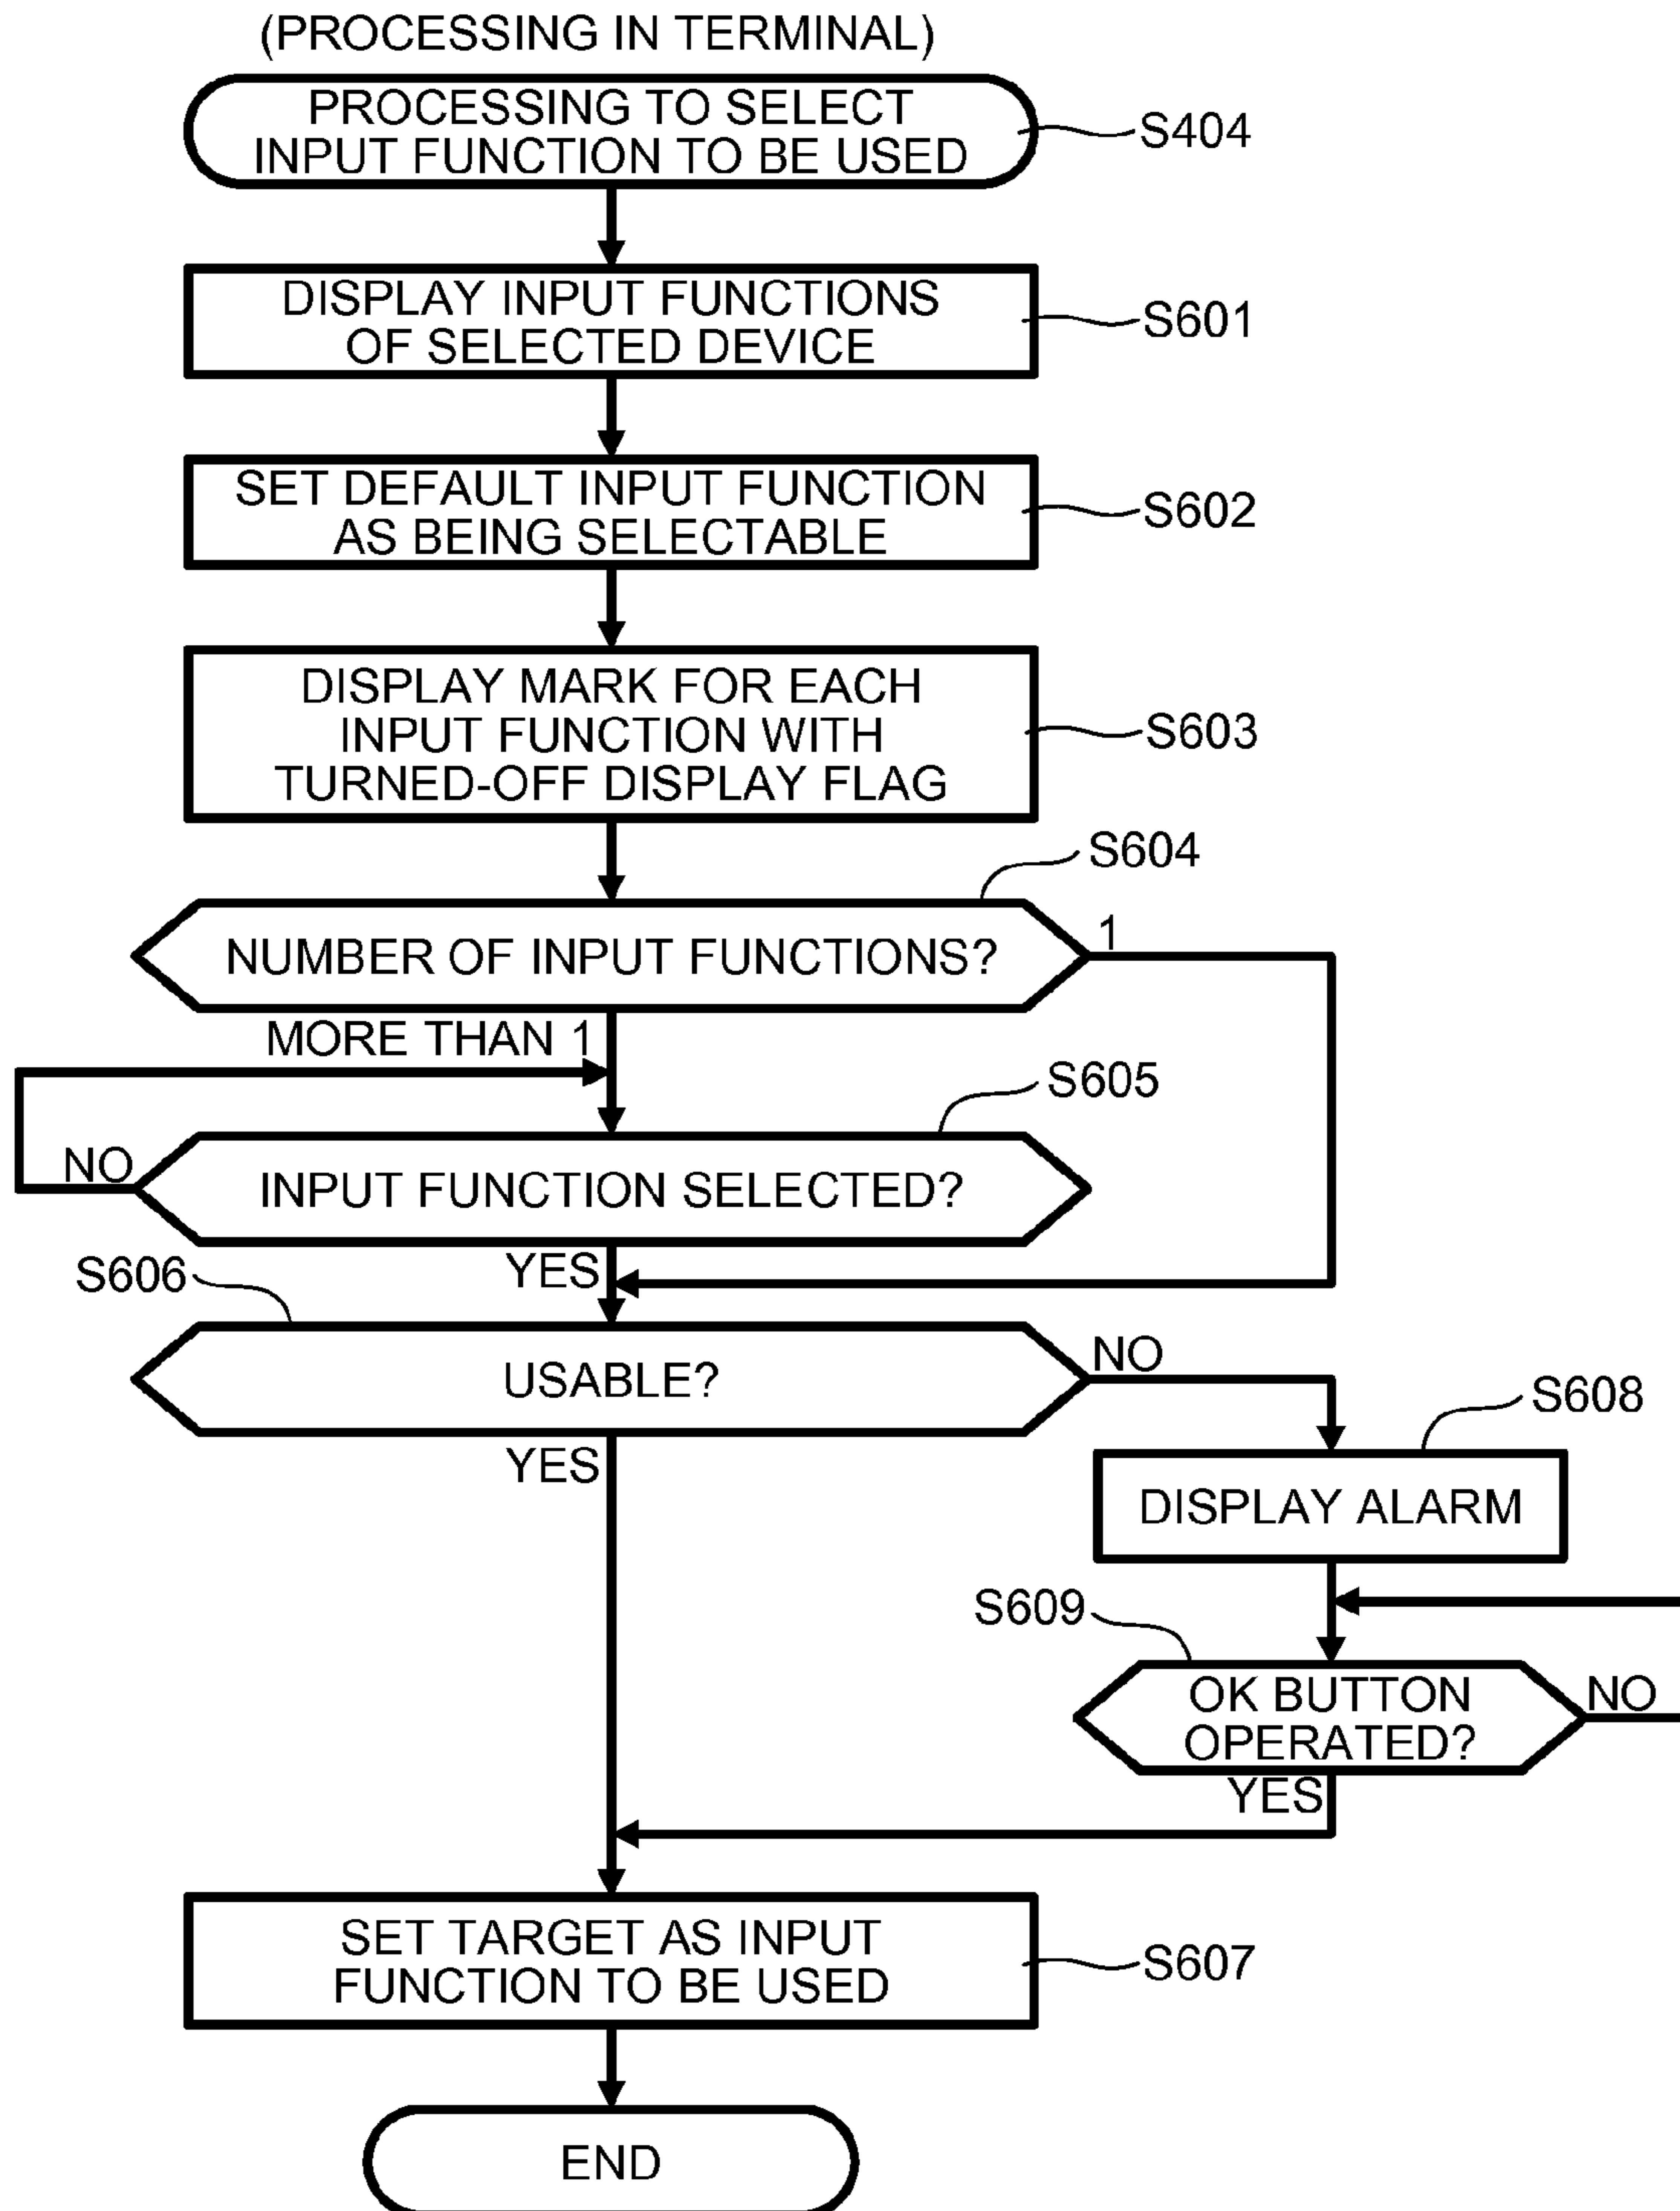 (PROCESSING IN TERMINAL)
PROCESSING TO SELECT
INPUT FUNCTION TO BE USED
S404
DISPLAY INPUT FUNCTIONS
OF SELECTED DEVICE
S601
SET DEFAULT INPUT FUNCTION
AS BEING SELECTABLE
S602
DISPLAY MARK FOR EACH
INPUT FUNCTION WITH
TURNED-OFF DISPLAY FLAG
S603
S604
NUMBER OF INPUT FUNCTIONS?
1
MORE THAN 1
S605
INPUT FUNCTION SELECTED?
NO
YES
S606
USABLE?
NO
YES
S608
DISPLAY ALARM
S609
OK BUTTON
OPERATED?
NO
YES
SET TARGET AS INPUT
FUNCTION TO BE USED
S607
END